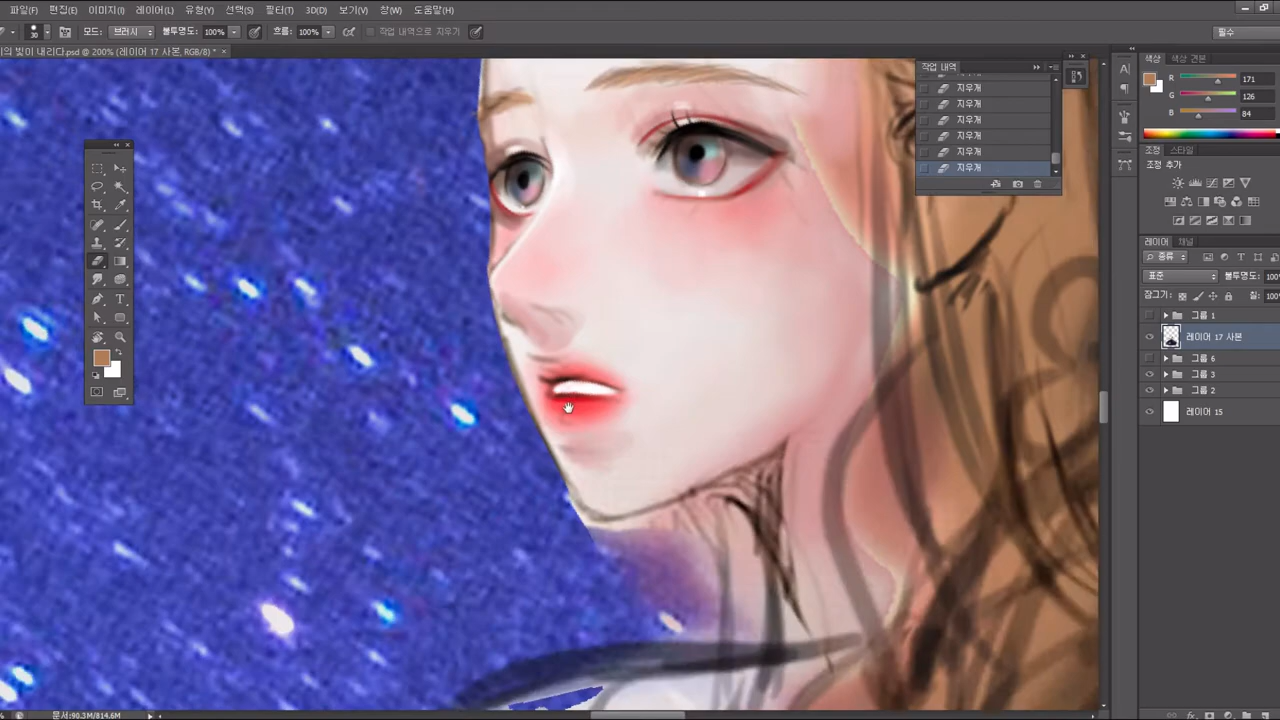 파일(F) 편집(E) 이미지(I) 레이어(L) 유형(Y) 선택(S) 필터(T) 3D(D) 보기(V) 창(W) 도움말(H)
30 모드: 브러시 불투명도: 100% 흐름: 100% 작업 내역으로 지우기 필수
의 빛이 내리다.psd @ 200% (레이어 17 사본, RGB/8) *
작업 내역
지우개
지우개
지우개
지우개
지우개
지우개
색상 색상 견본
R 171
G 126
B 84
조정 스타일
조정 추가
레이어 채널
종류
표준 불투명도: 100%
잠그기: 칠: 100%
그룹 1
레이어 17 사본
그룹 6
그룹 3
그룹 2
레이어 15
문서:90.3M/814.6M